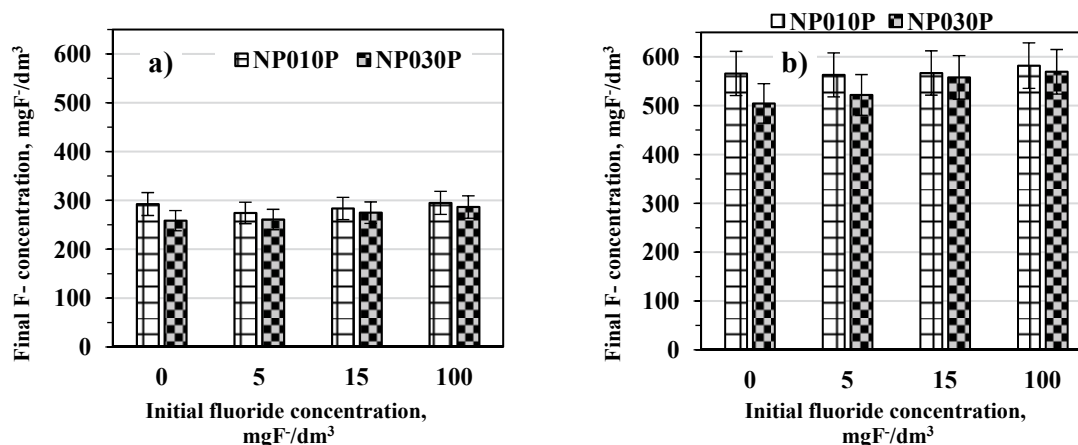 a)
NP010P NP030P
Final F- concentration, mgF⁻/dm³
600
500
400
300
200
100
0
0 5 15 100
Initial fluoride concentration,
mgF⁻/dm³
NP010P NP030P
b)
Final F- concentration, mgF⁻/dm³
600
500
400
300
200
100
0
0 5 15 100
Initial fluoride concentration,
mgF⁻/dm³